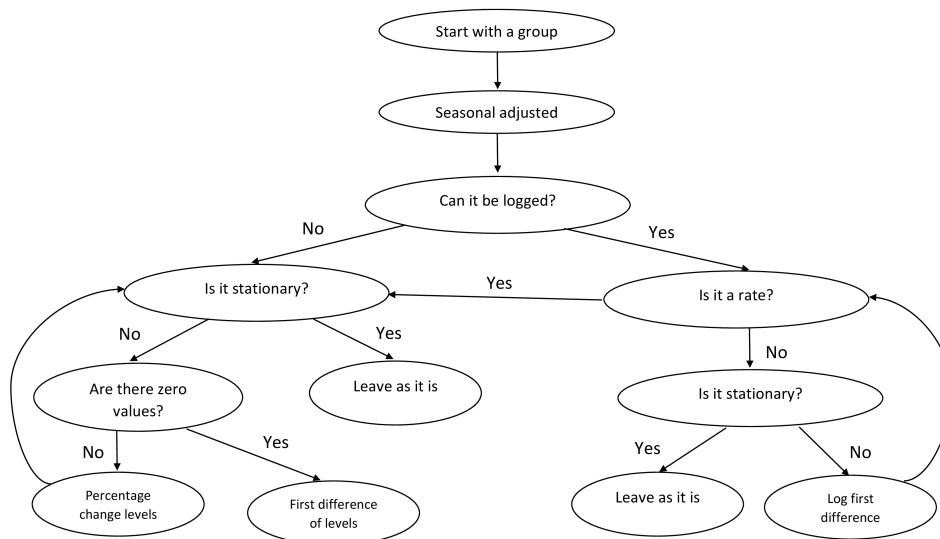 Start with a group
Seasonal adjusted
Can it be logged?
No
Yes
Is it stationary?
Yes
Is it a rate?
No
Yes
No
Are there zero
values?
Leave as it is
Is it stationary?
No
Yes
Yes
No
Percentage
change levels
First difference
of levels
Leave as it is
Log first
difference